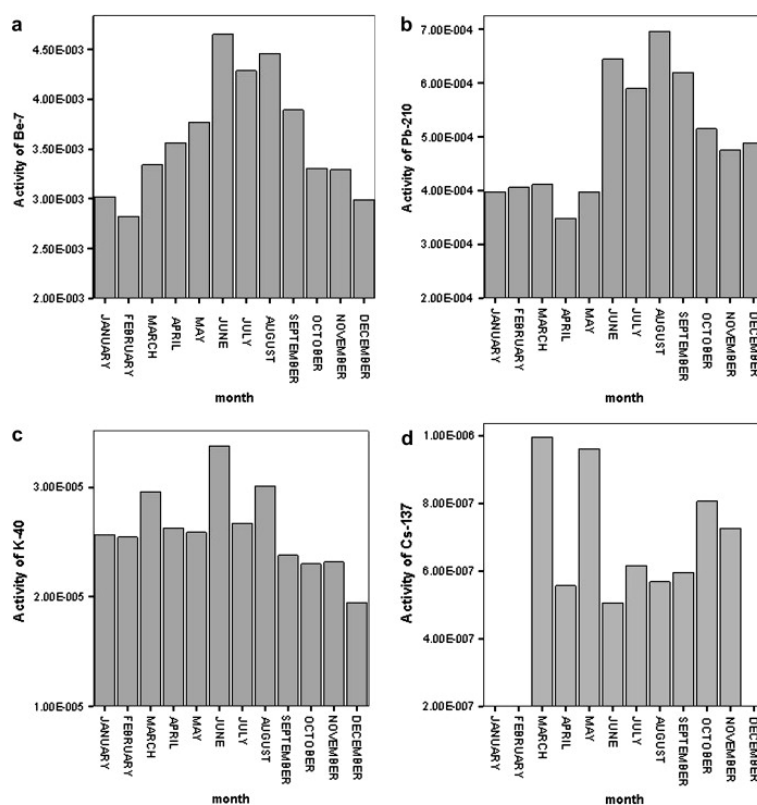 a
Activity of Be-7
4.50E-003
4.00E-003
3.50E-003
3.00E-003
2.50E-003
2.00E-003
JANUARY
FEBRUARY
MARCH
APRIL
MAY
JUNE
JULY
AUGUST
SEPTEMBER
OCTOBER
NOVEMBER
DECEMBER
month
b
Activity of Pb-210
7.00E-004
6.00E-004
5.00E-004
4.00E-004
3.00E-004
2.00E-004
JANUARY
FEBRUARY
MARCH
APRIL
MAY
JUNE
JULY
AUGUST
SEPTEMBER
OCTOBER
NOVEMBER
DECEMBER
month
c
Activity of K-40
3.00E-005
2.00E-005
1.00E-005
JANUARY
FEBRUARY
MARCH
APRIL
MAY
JUNE
JULY
AUGUST
SEPTEMBER
OCTOBER
NOVEMBER
DECEMBER
month
d
Activity of Cs-137
1.00E-006
8.00E-007
6.00E-007
4.00E-007
2.00E-007
JANUARY
FEBRUARY
MARCH
APRIL
MAY
JUNE
JULY
AUGUST
SEPTEMBER
OCTOBER
NOVEMBER
DECEMBER
month